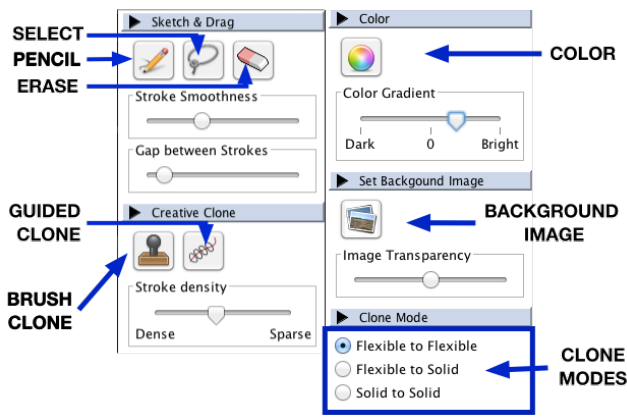 SELECT
PENCIL
ERASE
Sketch & Drag
Stroke Smoothness
Gap between Strokes
GUIDED
CLONE
Creative Clone
BRUSH
CLONE
Stroke density
Dense Sparse
Color
COLOR
Color Gradient
Dark 0 Bright
Set Backgound Image
BACKGROUND
IMAGE
Image Transparency
Clone Mode
Flexible to Flexible
Flexible to Solid
Solid to Solid
CLONE
MODES